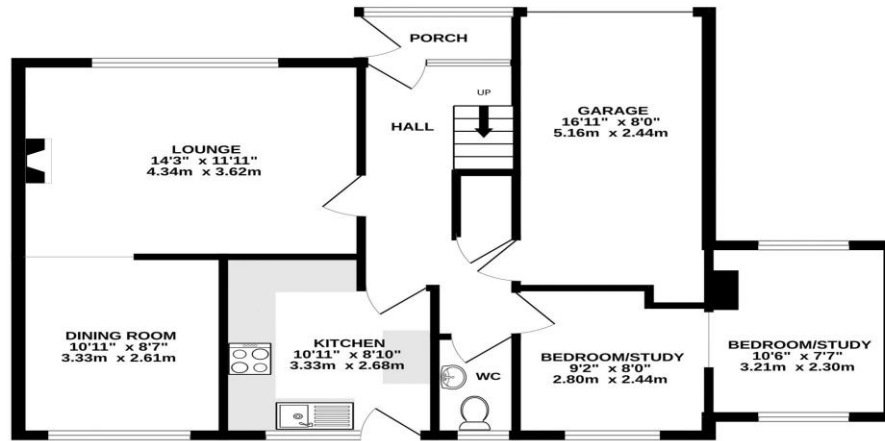 PORCH
UP
HALL
GARAGE
16'11" x 8'0"
5.16m x 2.44m
LOUNGE
14'3" x 11'11"
4.34m x 3.62m
DINING ROOM
10'11" x 8'7"
3.33m x 2.61m
KITCHEN
10'11" x 8'10"
3.33m x 2.68m
WC
BEDROOM/STUDY
9'2" x 8'0"
2.80m x 2.44m
BEDROOM/STUDY
10'6" x 7'7"
3.21m x 2.30m